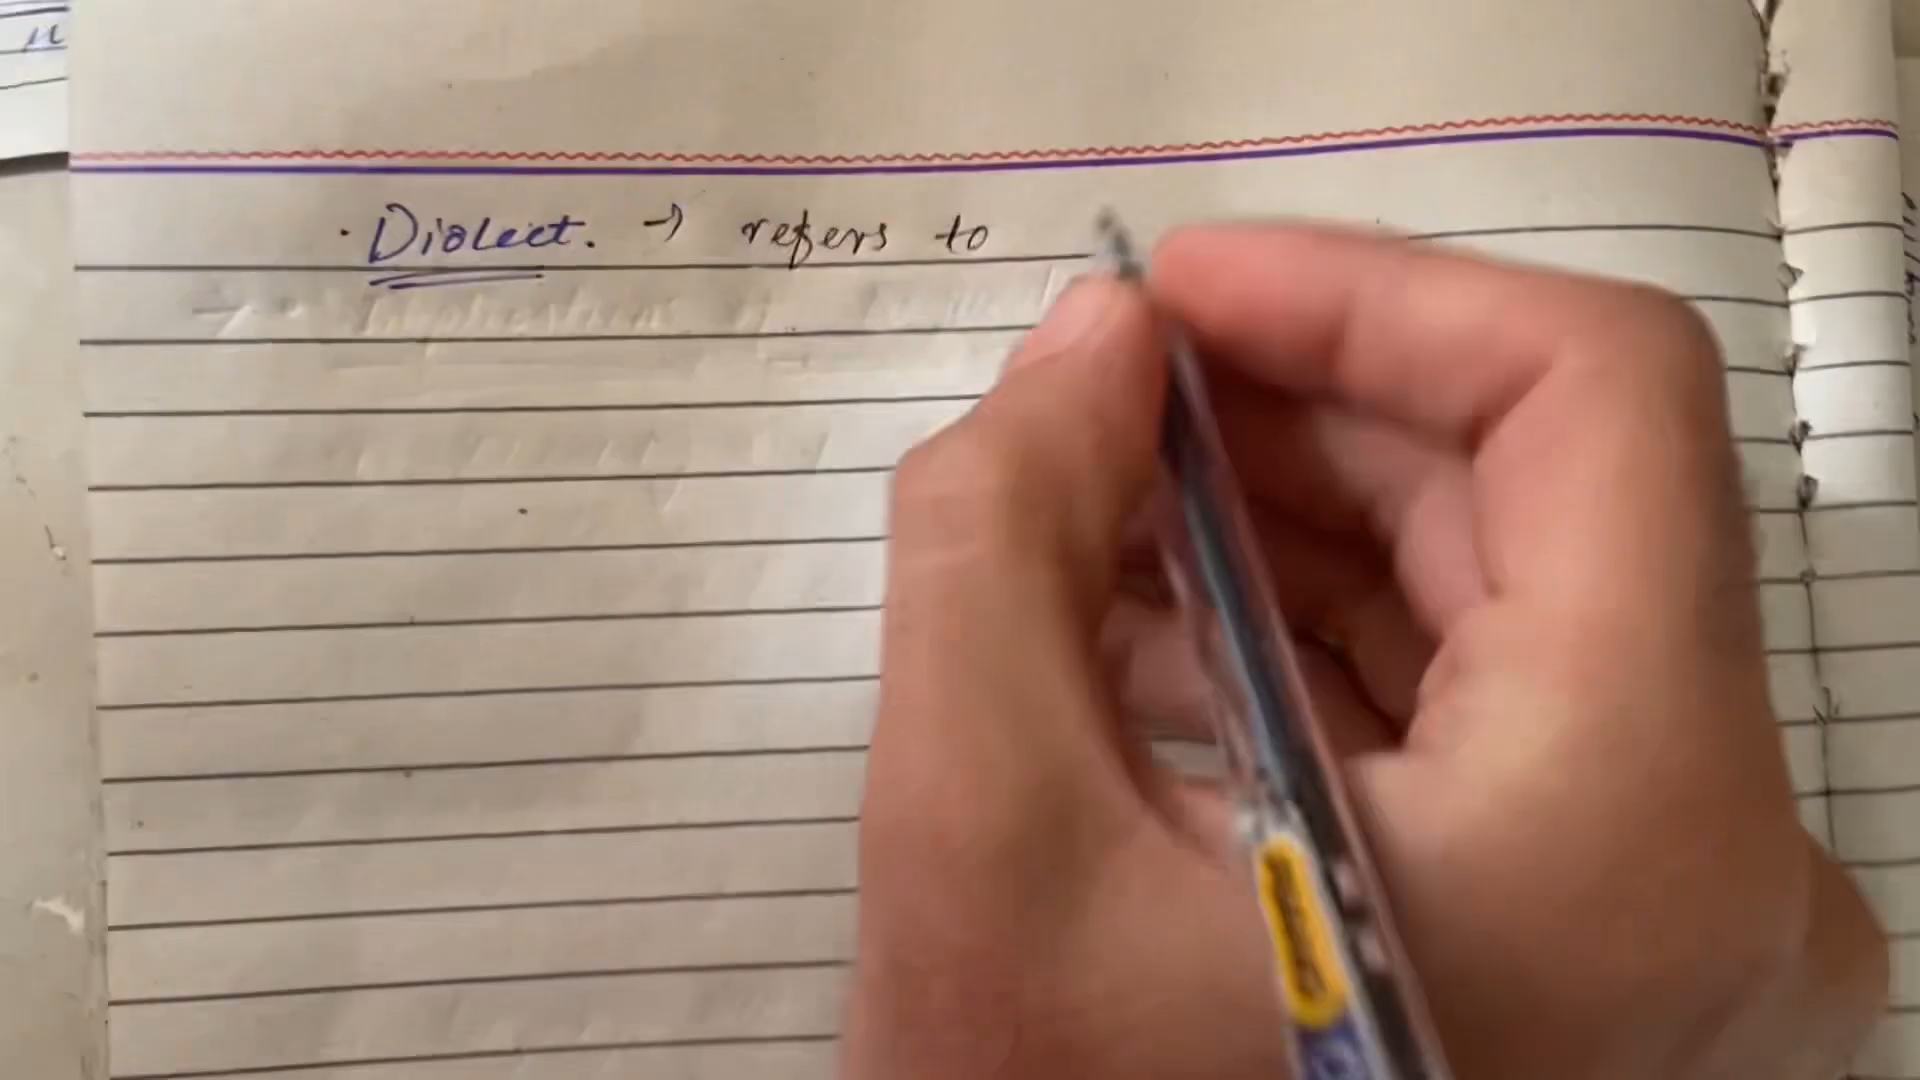 · Dialect. → refers to